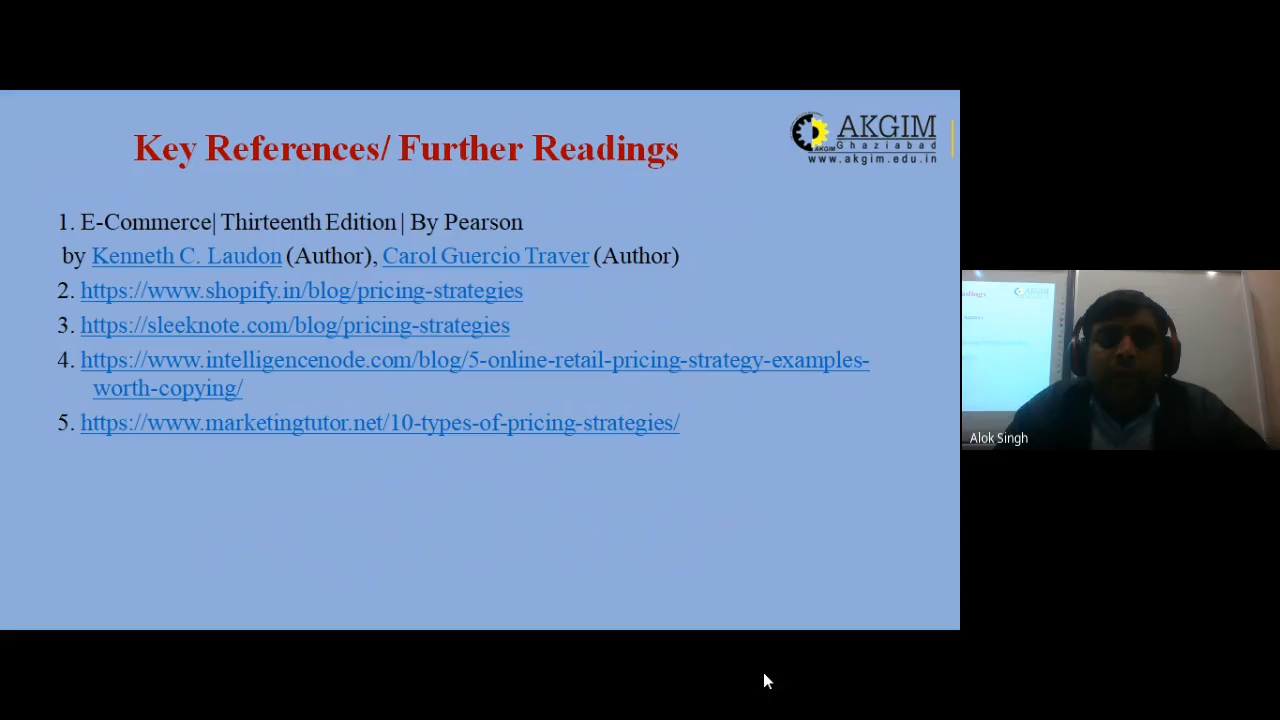 Key References/ Further Readings
AKGIM
Ghaziabad
AKGIM
www.akgim.edu.in
1. E-Commerce| Thirteenth Edition | By Pearson
by Kenneth C. Laudon (Author), Carol Guercio Traver (Author)
2. https://www.shopify.in/blog/pricing-strategies
3. https://sleeknote.com/blog/pricing-strategies
4. https://www.intelligencenode.com/blog/5-online-retail-pricing-strategy-examples-
worth-copying/
5. https://www.marketingtutor.net/10-types-of-pricing-strategies/
AKGIM
Alok Singh